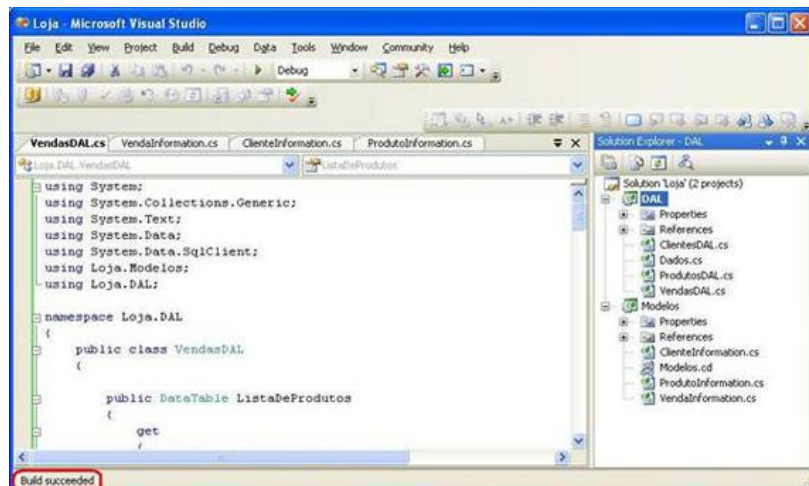 Loja - Microsoft Visual Studio
File Edit View Project Build Debug Data Tools Window Community Help
Debug
VendasDAL.cs VendaInformation.cs ClienteInformation.cs ProdutoInformation.cs
Solution Explorer - DAL
Loja.DAL.VendasDAL ListaDeProdutos
using System;
using System.Collections.Generic;
using System.Text;
using System.Data;
using System.Data.SqlClient;
using Loja.Modelos;
using Loja.DAL;
namespace Loja.DAL
{
public class VendasDAL
{
public DataTable ListaDeProdutos
{
get
{
Solution 'Loja' (2 projects)
DAL
Properties
References
ClientesDAL.cs
Dados.cs
ProdutosDAL.cs
VendasDAL.cs
Modelos
Properties
References
ClienteInformation.cs
Modelos.cd
ProdutoInformation.cs
VendaInformation.cs
Build succeeded